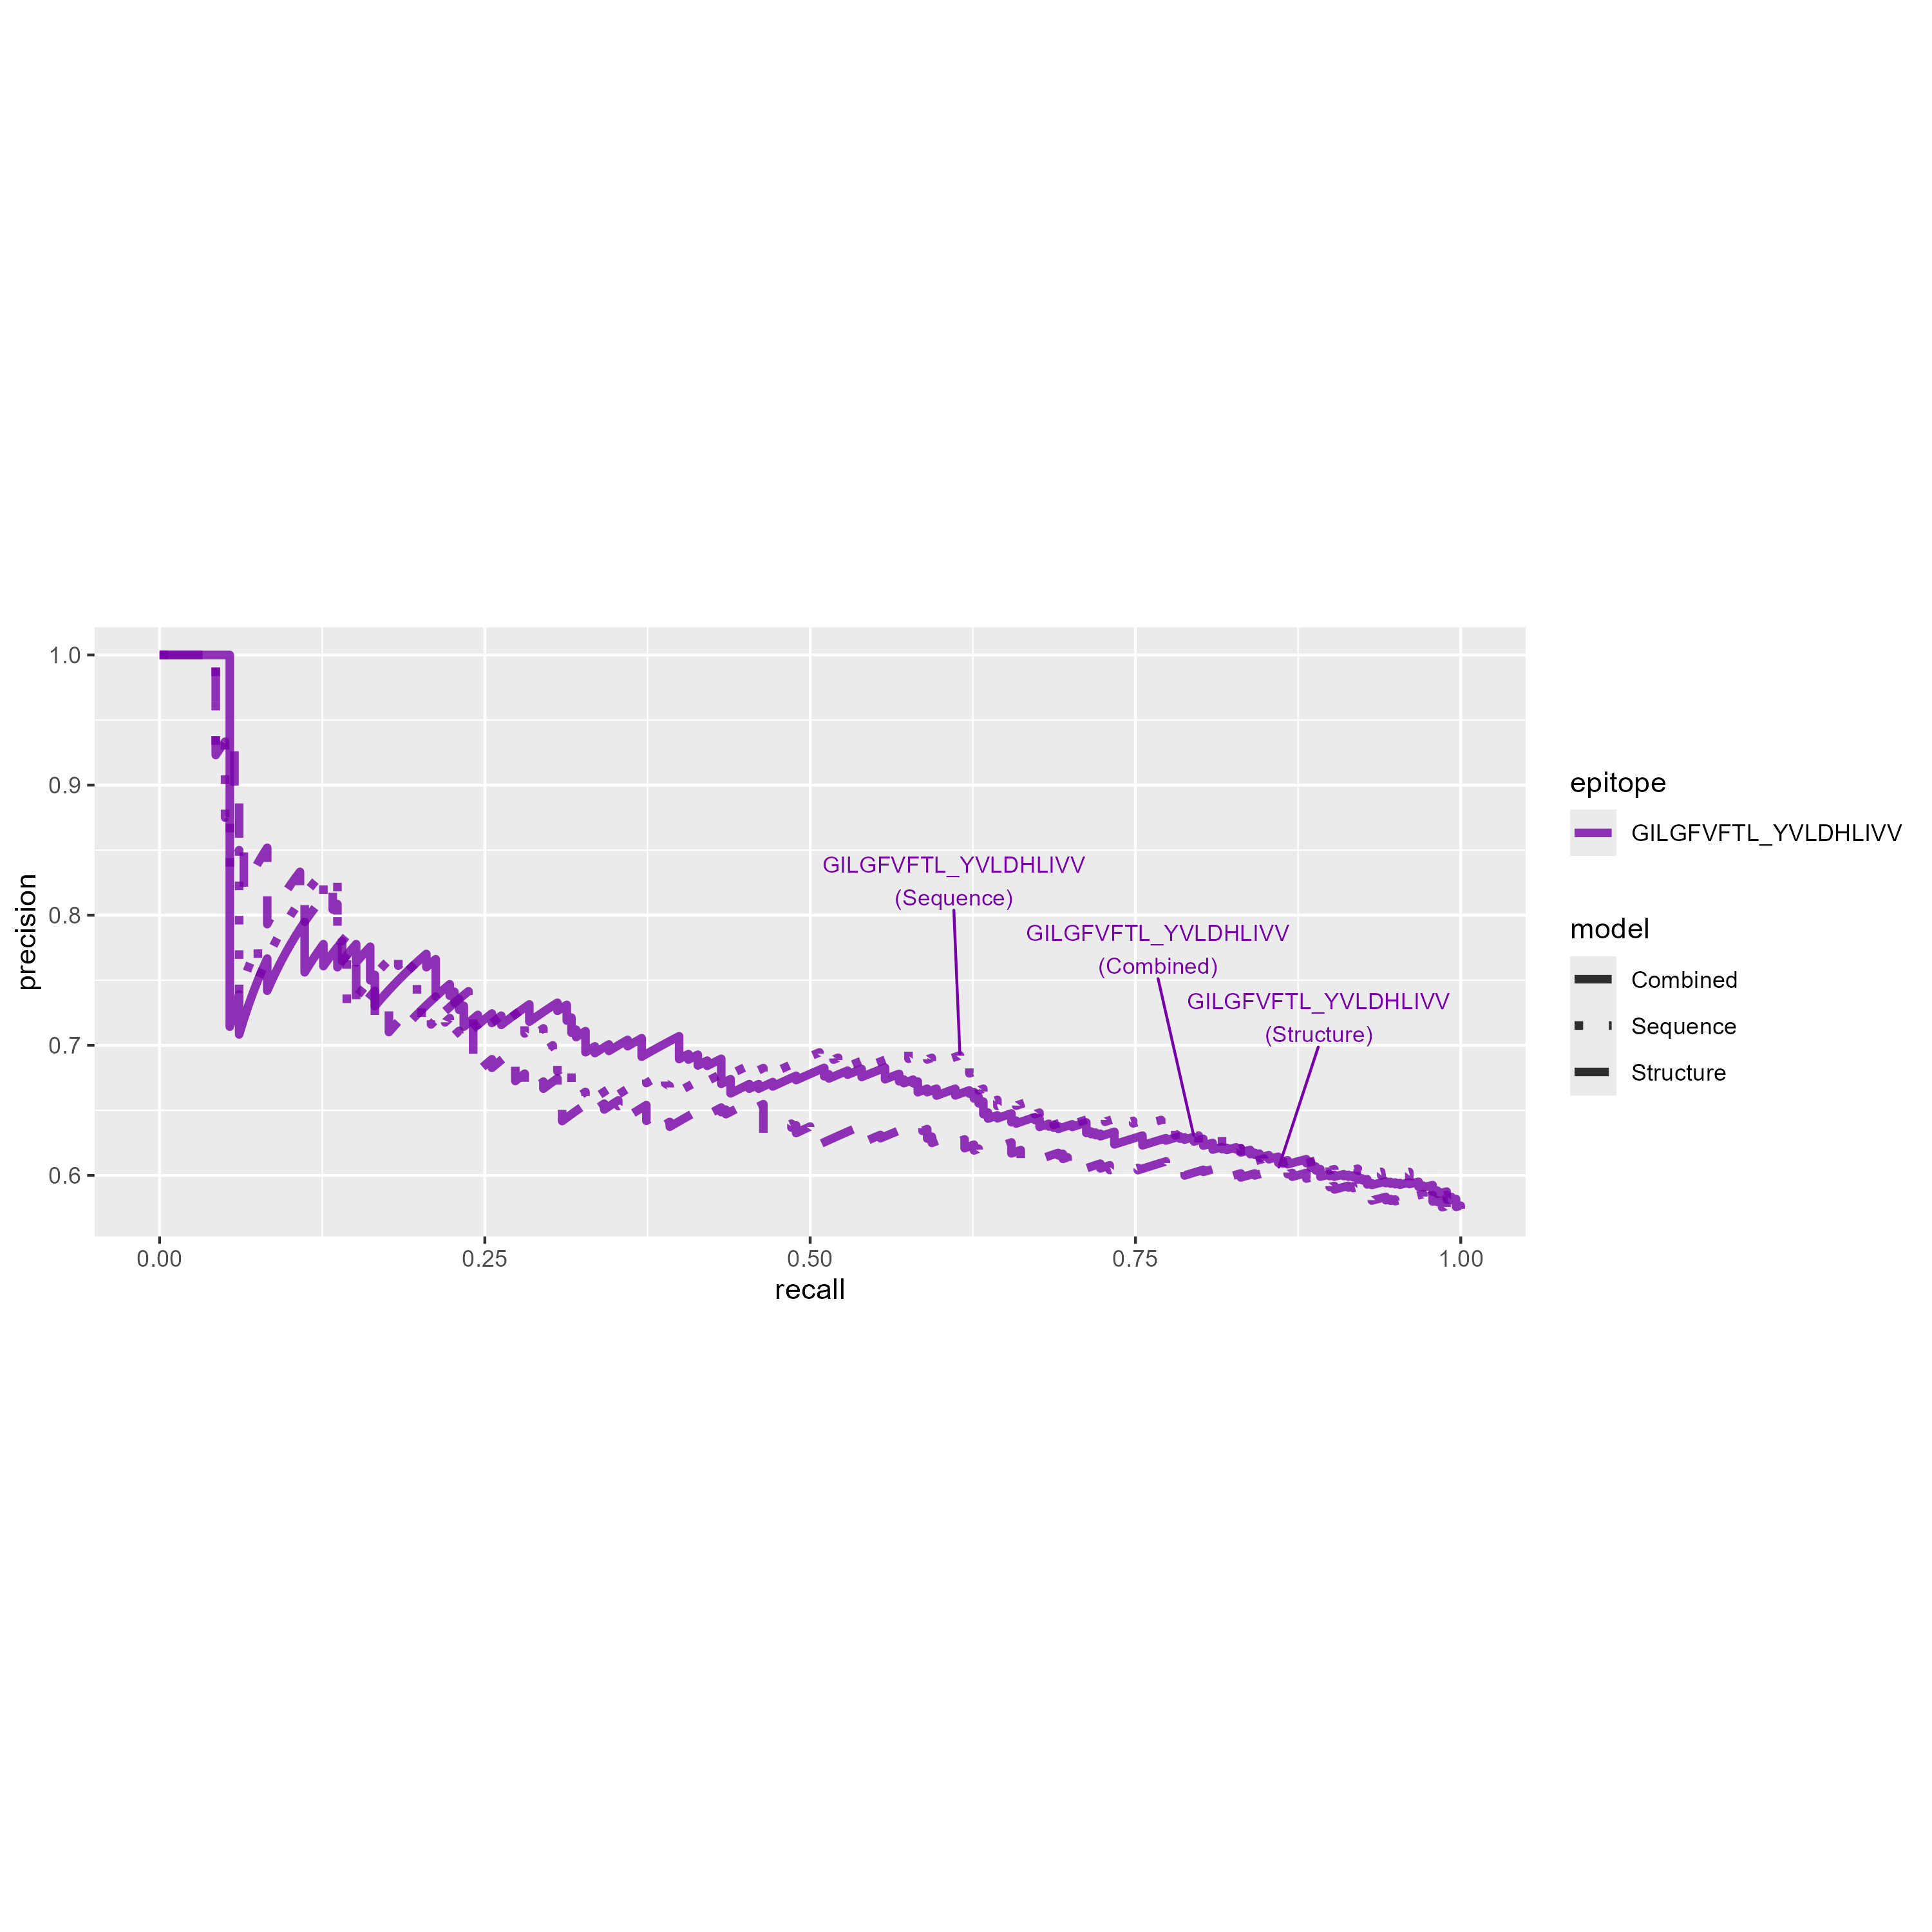 1.0
0.9
0.8
0.7
0.6
precision
0.00
0.25
0.50
0.75
1.00
recall
GILGFVFTL_YVLDHLIVV
(Sequence)
GILGFVFTL_YVLDHLIVV
(Combined)
GILGFVFTL_YVLDHLIVV
(Structure)
epitope
GILGFVFTL_YVLDHLIVV
model
Combined
Sequence
Structure